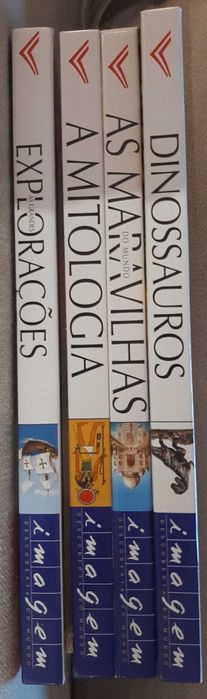 AS GRANDES
EXPLORAÇÕES
imagem
DESCOBERTA DO MUNDO
A MITOLOGIA
imagem
DESCOBERTA DO MUNDO
AS MARAVILHAS
DO MUNDO
imagem
DESCOBERTA DO MUNDO
DINOSSAUROS
imagem
DESCOBERTA DO MUNDO